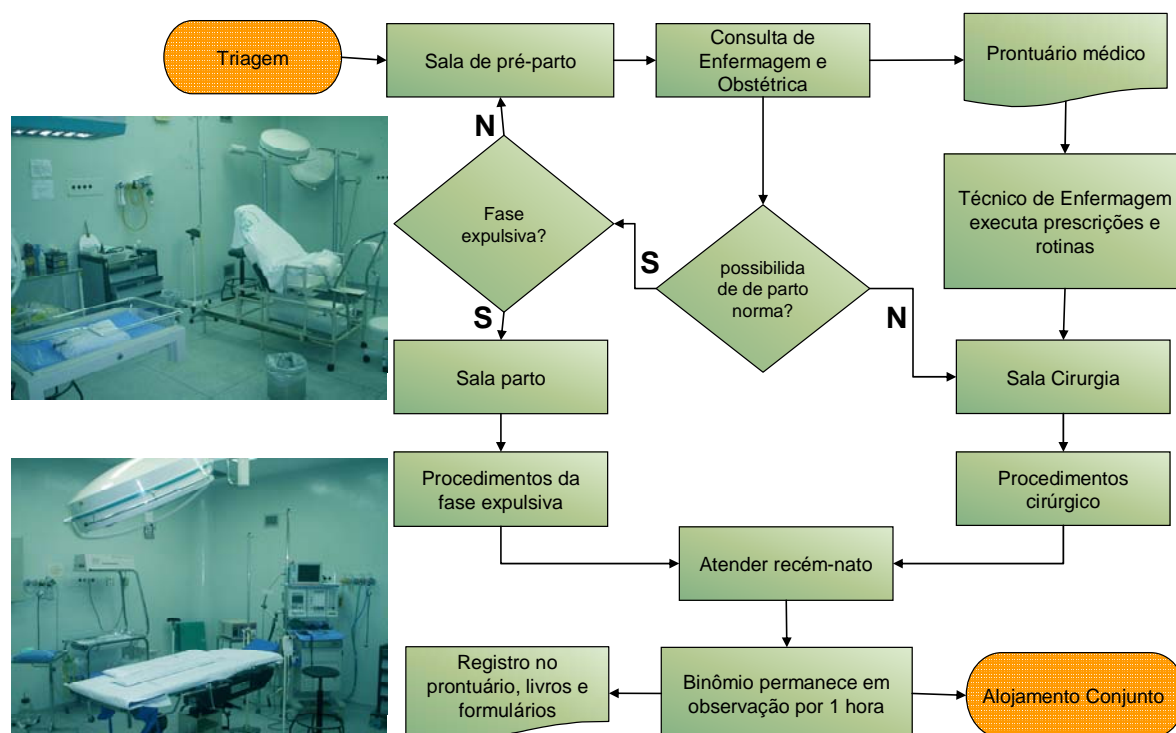 Triagem
Sala de pré-parto
Consulta de
Enfermagem e
Obstétrica
Prontuário médico
N
Fase
expulsiva?
S
possibilida
de de parto
norma?
N
Técnico de Enfermagem
executa prescrições e
rotinas
S
Sala parto
Sala Cirurgia
Procedimentos da
fase expulsiva
Procedimentos
cirúrgico
Atender recém-nato
Registro no
prontuário, livros e
formulários
Binômio permanece em
observação por 1 hora
Alojamento Conjunto